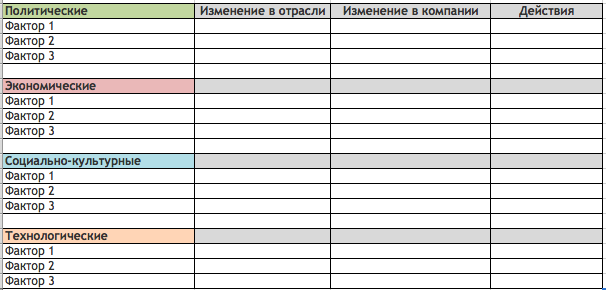 Политические Изменение в отрасли Изменение в компании Действия
Фактор 1
Фактор 2
Фактор 3
Экономические
Фактор 1
Фактор 2
Фактор 3
Социально-культурные
Фактор 1
Фактор 2
Фактор 3
Технологические
Фактор 1
Фактор 2
Фактор 3